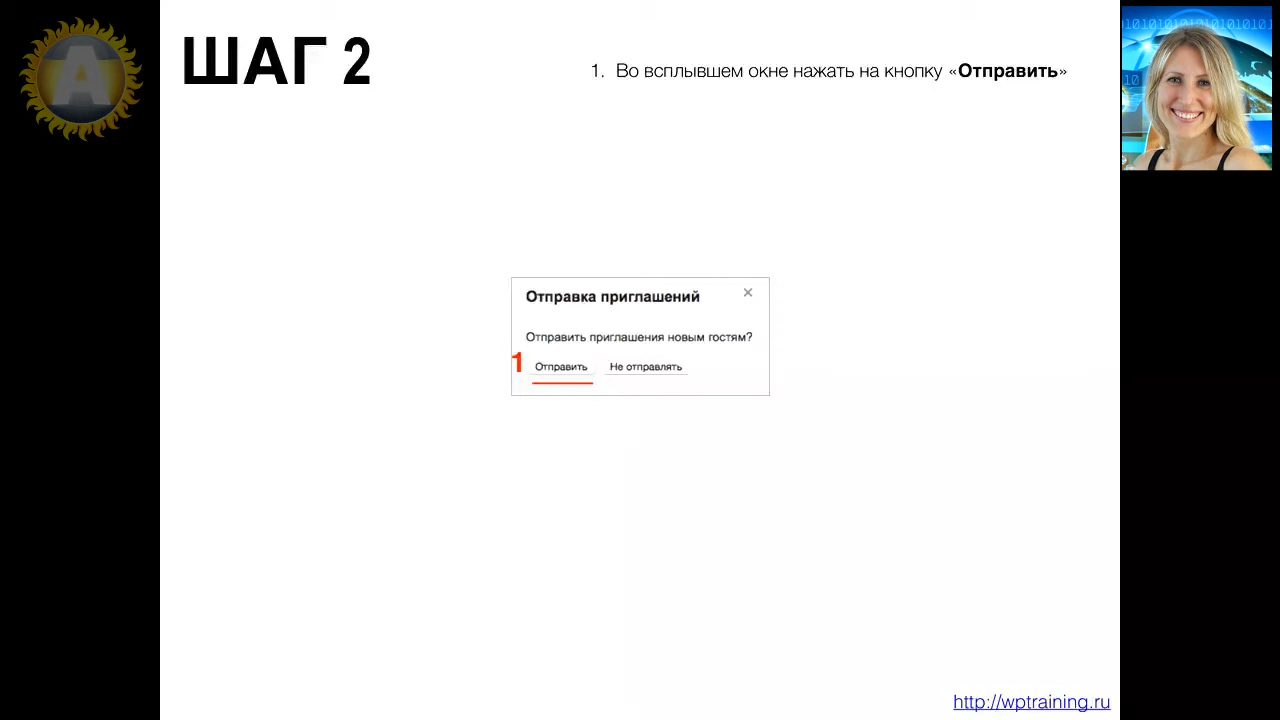 ШАГ 2
1. Во всплывшем окне нажать на кнопку «Отправить»
Отправка приглашений
×
Отправить приглашения новым гостям?
1 Отправить Не отправлять
http://wptraining.ru